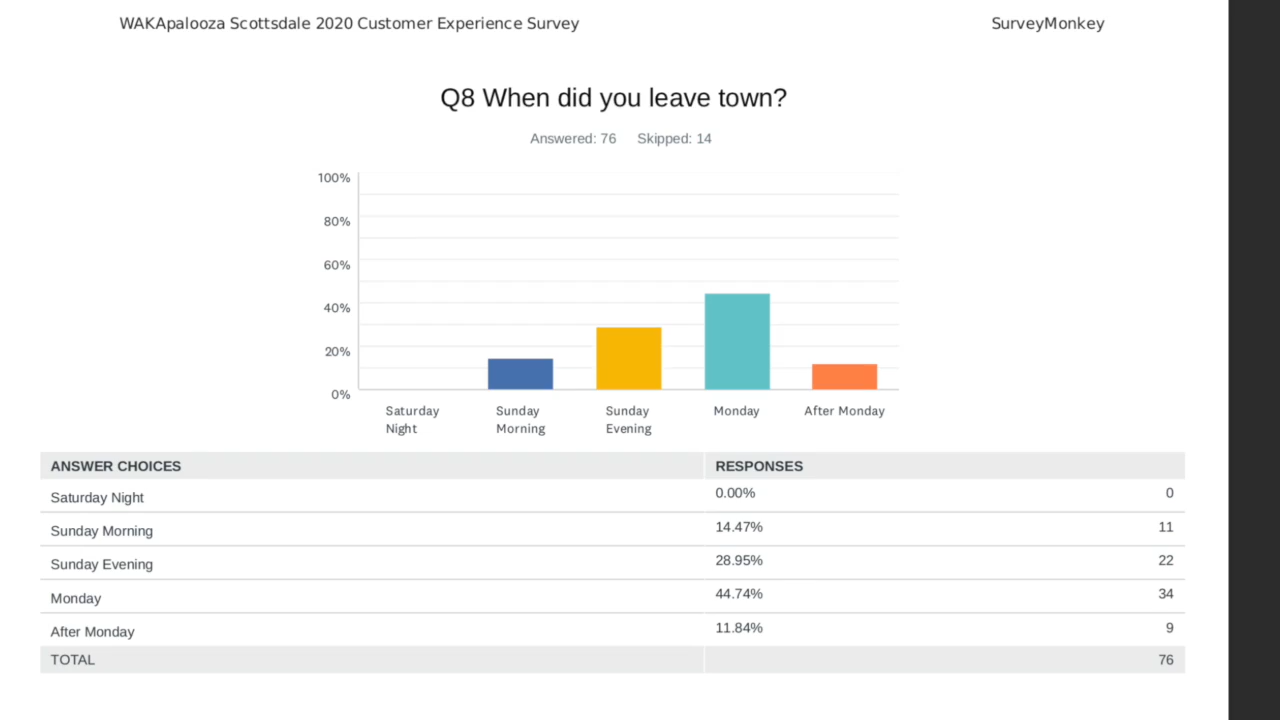 WAKApalooza Scottsdale 2020 Customer Experience Survey SurveyMonkey
Q8 When did you leave town?
Answered: 76 Skipped: 14
100%
80%
60%
40%
20%
0%
Saturday Night
Sunday Morning
Sunday Evening
Monday
After Monday
ANSWER CHOICES RESPONSES
Saturday Night 0.00% 0
Sunday Morning 14.47% 11
Sunday Evening 28.95% 22
Monday 44.74% 34
After Monday 11.84% 9
TOTAL 76